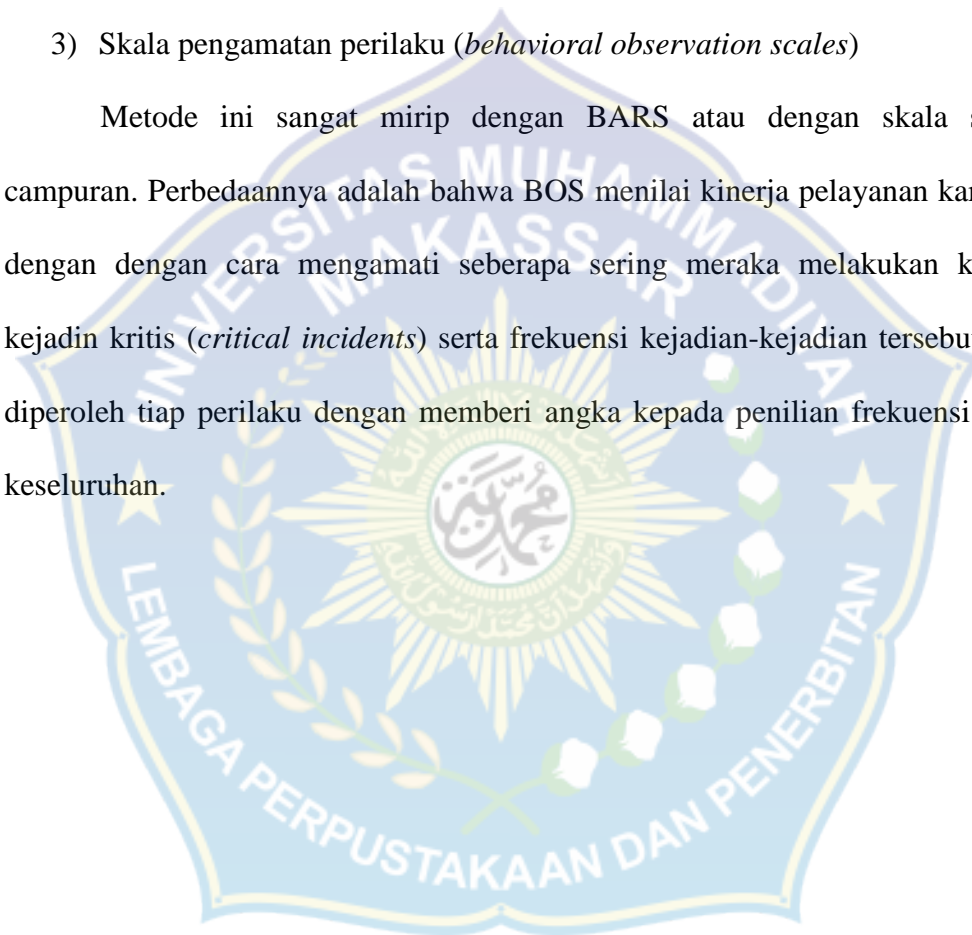 3) Skala pengamatan perilaku (behavioral observation scales)
Metode ini sangat mirip dengan BARS atau dengan skala s
campuran. Perbedaannya adalah bahwa BOS menilai kinerja pelayanan kar
dengan dengan cara mengamati seberapa sering meraka melakukan k
kejadin kritis (critical incidents) serta frekuensi kejadian-kejadian tersebu
diperoleh tiap perilaku dengan memberi angka kepada penilian frekuensi
keseluruhan.
UNIVERSITAS MUHAMMADIYAH
MAKASSAR
LEMBAGA PERPUSTAKAAN DAN PENERBITAN
محمدية